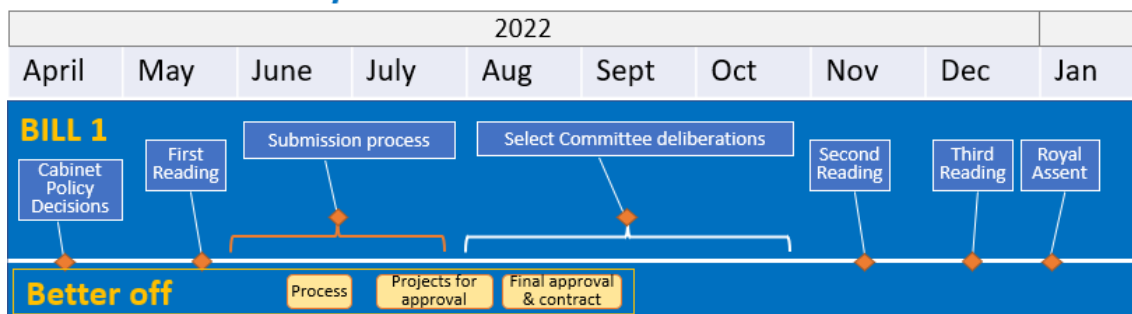 2022
April May June July Aug Sept Oct Nov Dec Jan
BILL 1
Cabinet
Policy
Decisions
First
Reading
Submission process
Select Committee deliberations
Second
Reading
Third
Reading
Royal
Assent
Better off
Process
Projects for
approval
Final approval
& contract